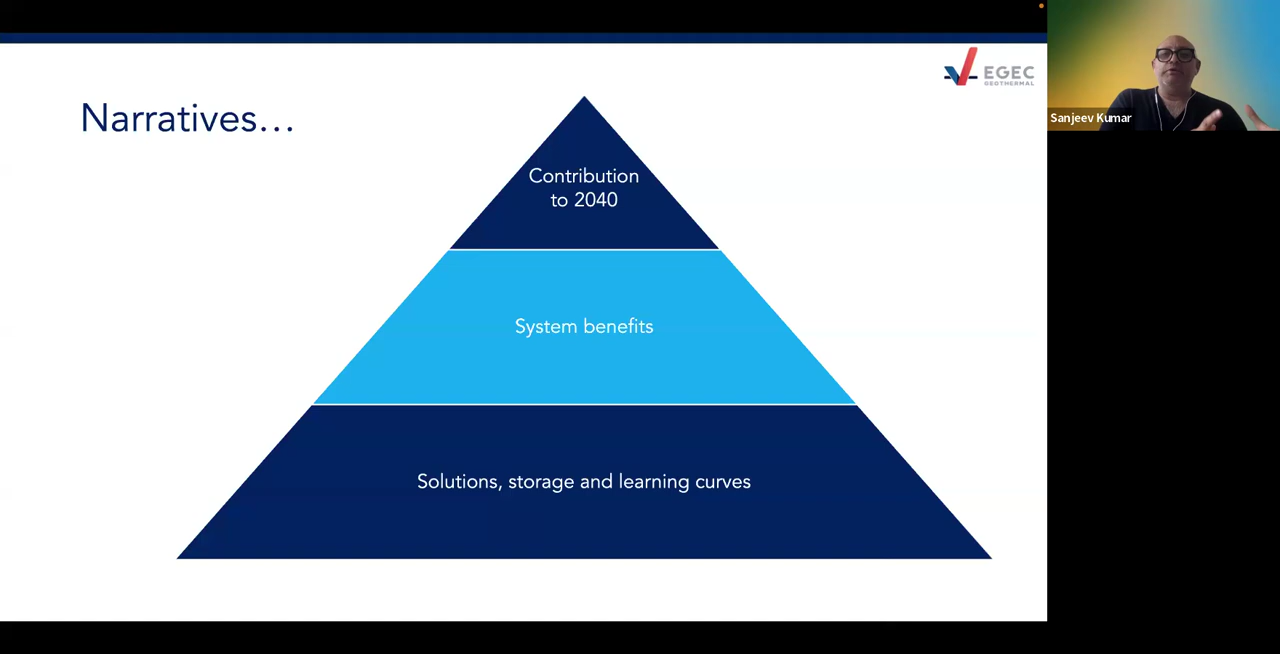 Narratives...
EGEC
GEOTHERMAL
Sanjeev Kumar
Contribution
to 2040
System benefits
Solutions, storage and learning curves